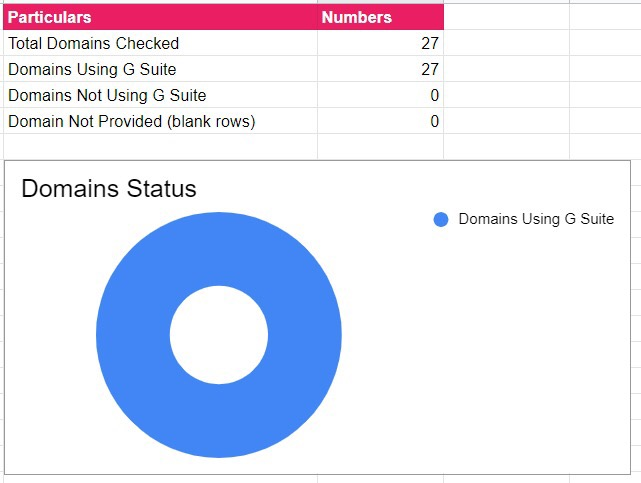 Particulars Numbers
Total Domains Checked 27
Domains Using G Suite 27
Domains Not Using G Suite 0
Domain Not Provided (blank rows) 0
Domains Status
Domains Using G Suite